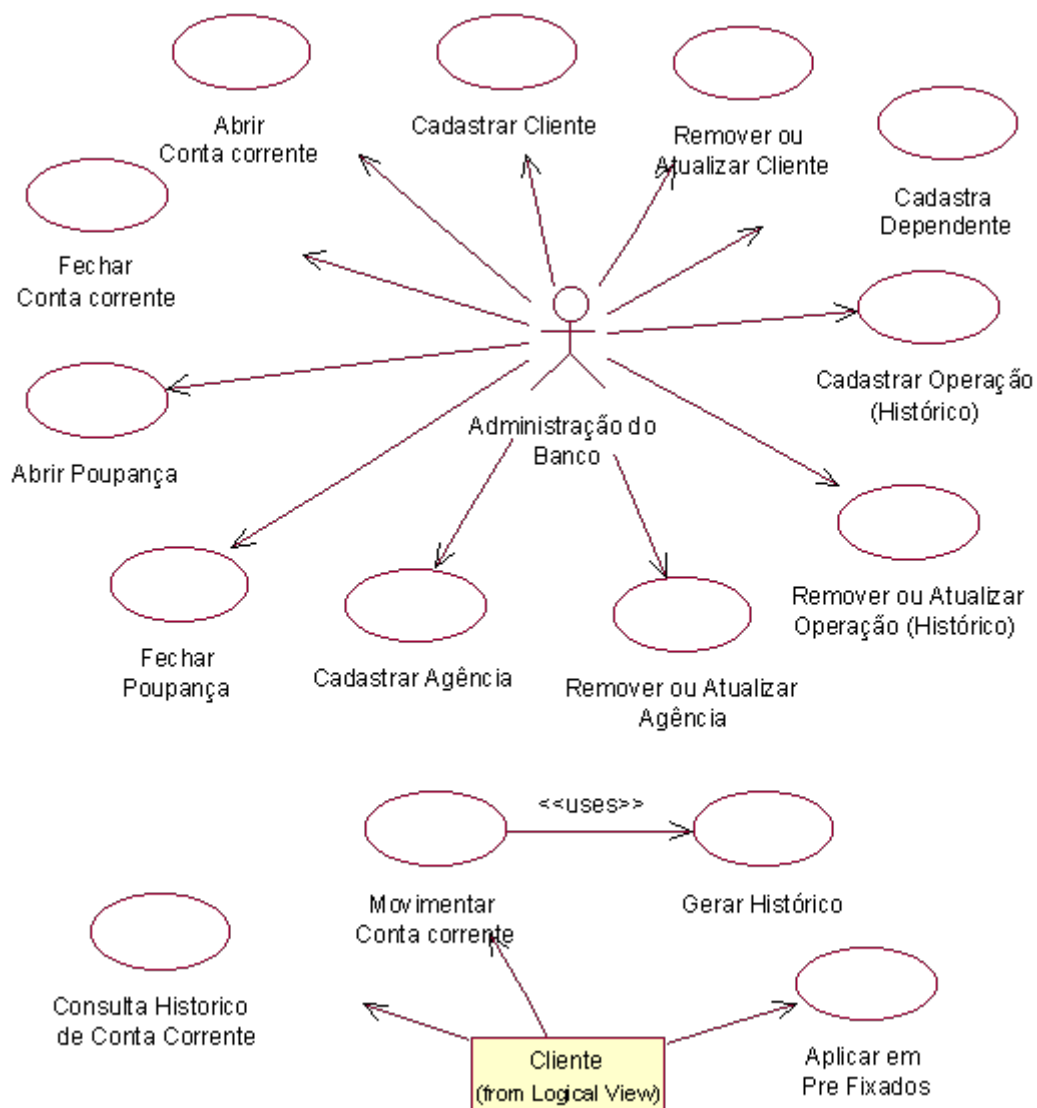 Abrir
Conta corrente
Cadastrar Cliente
Remover ou
Atualizar Cliente
Cadastra
Dependente
Fechar
Conta corrente
Cadastrar Operação
(Histórico)
Administração do
Banco
Abrir Poupança
Remover ou Atualizar
Operação (Histórico)
Fechar
Poupança
Cadastrar Agência
Remover ou Atualizar
Agência
<<uses>>
Movimentar
Conta corrente
Gerar Histórico
Consulta Historico
de Conta Corrente
Cliente
(from Logical View)
Aplicar em
Pre Fixados